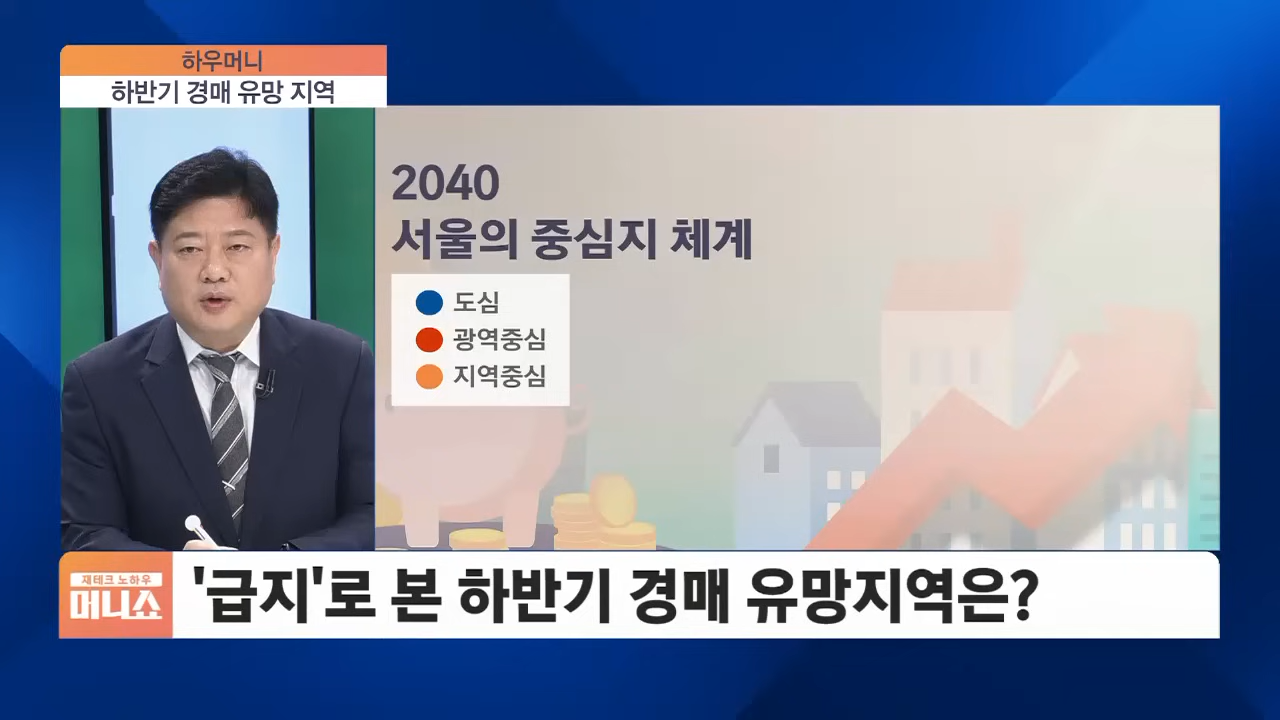 하우머니
하반기 경매 유망 지역
2040
서울의 중심지 체계
도심
광역중심
지역중심
재테크 노하우
머니쇼
'급지'로 본 하반기 경매 유망지역은?